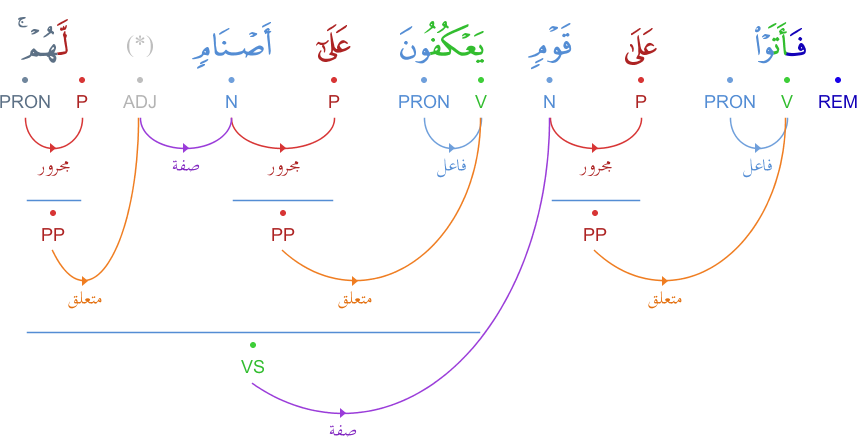 فَأَتَوْا۟ عَلَىٰ قَوْمٍ يَعْكُفُونَ عَلَىٰٓ أَصْنَامٍ (*) لَّهُمْ ۚ
REM V PRON P N V PRON P N ADJ P PRON
فاعل مجرور فاعل مجرور صفة مجرور
PP PP PP
متعلق متعلق متعلق
VS
صفة